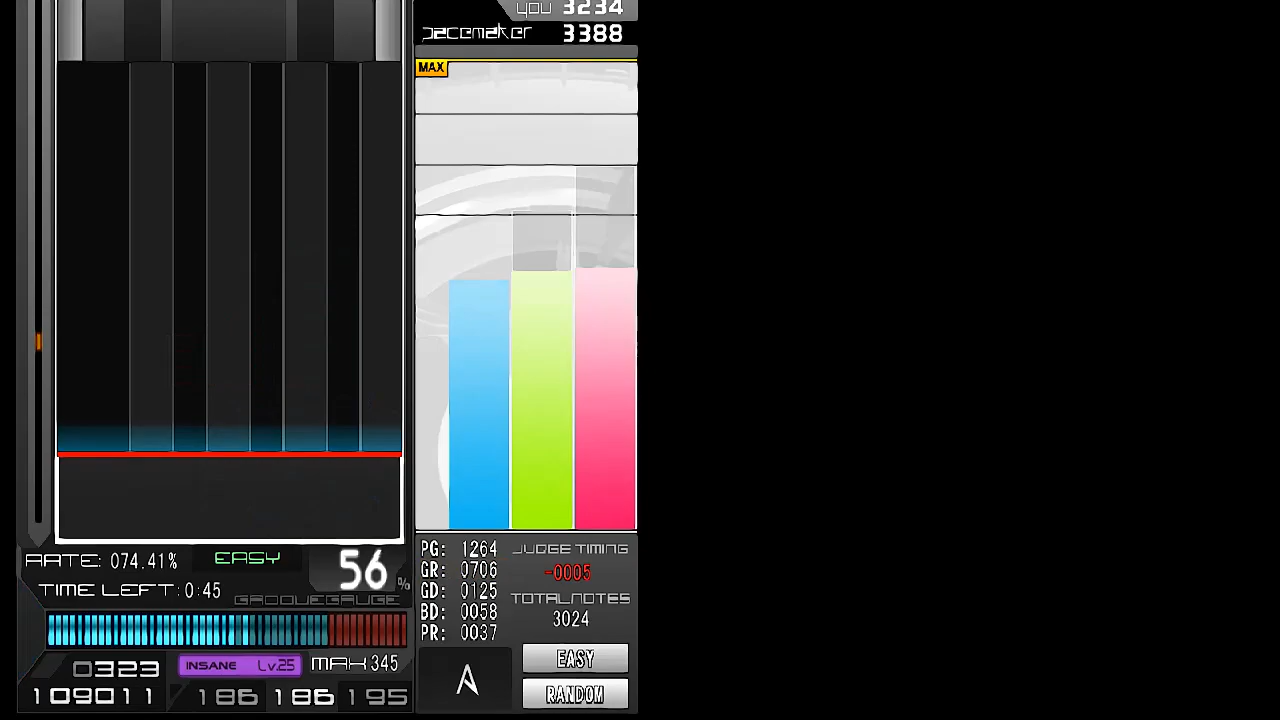 you 3234
pacemaker 3388
MAX
RATE: 074.41% EASY 56 %
TIME LEFT: 0:45
GROOVEGAUGE
PG: 1264
GR: 0706
GD: 0125
BD: 0058
PR: 0037
JUDGE TIMING
-0005
TOTALNOTES
3024
0323 INSANE Lv.25 MAX 345
109011 186 186 195
A
EASY
RANDOM